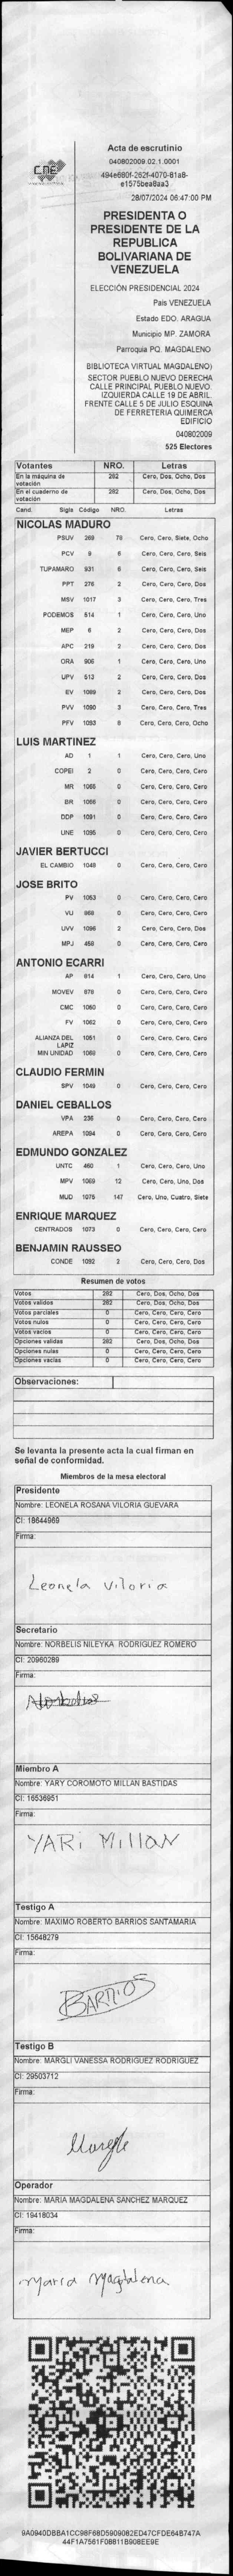 CNE
Acta de escrutinio
040802009.02.1.0001
494e680f-262f-4070-81a8-
e1575bea8aa3
28/07/2024 06:47:00 PM
PRESIDENTA O
PRESIDENTE DE LA
REPUBLICA
BOLIVARIANA DE
VENEZUELA
ELECCIÓN PRESIDENCIAL 2024
País VENEZUELA
Estado EDO. ARAGUA
Municipio MP. ZAMORA
Parroquia PQ. MAGDALENO
BIBLIOTECA VIRTUAL MAGDALENO)
SECTOR PUEBLO NUEVO DERECHA
CALLE PRINCIPAL PUEBLO NUEVO.
IZQUIERDA CALLE 19 DE ABRIL.
FRENTE CALLE 5 DE JULIO ESQUINA
DE FERRETERIA QUIMERCA
EDIFICIO
040802009
525 Electores
Votantes NRO. Letras
En la máquina de votación 282 Cero, Dos, Ocho, Dos
En el cuaderno de votación 282 Cero, Dos, Ocho, Dos
Cand. Sigla Código NRO. Letras
NICOLAS MADURO
PSUV 269 78 Cero, Cero, Siete, Ocho
PCV 9 6 Cero, Cero, Cero, Seis
TUPAMARO 931 6 Cero, Cero, Cero, Seis
PPT 276 2 Cero, Cero, Cero, Dos
MSV 1017 3 Cero, Cero, Cero, Tres
PODEMOS 514 1 Cero, Cero, Cero, Uno
MEP 6 2 Cero, Cero, Cero, Dos
APC 219 2 Cero, Cero, Cero, Dos
ORA 906 1 Cero, Cero, Cero, Uno
UPV 513 2 Cero, Cero, Cero, Dos
EV 1089 2 Cero, Cero, Cero, Dos
PVV 1090 3 Cero, Cero, Cero, Tres
PFV 1093 8 Cero, Cero, Cero, Ocho
LUIS MARTINEZ
AD 1 1 Cero, Cero, Cero, Uno
COPEI 2 0 Cero, Cero, Cero, Cero
MR 1065 0 Cero, Cero, Cero, Cero
BR 1086 0 Cero, Cero, Cero, Cero
DDP 1091 0 Cero, Cero, Cero, Cero
UNE 1095 0 Cero, Cero, Cero, Cero
JAVIER BERTUCCI
EL CAMBIO 1048 0 Cero, Cero, Cero, Cero
JOSE BRITO
PV 1053 0 Cero, Cero, Cero, Cero
VU 968 0 Cero, Cero, Cero, Cero
UVV 1096 2 Cero, Cero, Cero, Dos
MPJ 458 0 Cero, Cero, Cero, Cero
ANTONIO ECARRI
AP 814 1 Cero, Cero, Cero, Uno
MOVEV 878 0 Cero, Cero, Cero, Cero
CMC 1060 0 Cero, Cero, Cero, Cero
FV 1062 0 Cero, Cero, Cero, Cero
ALIANZA DEL LAPIZ 1051 0 Cero, Cero, Cero, Cero
MIN UNIDAD 1069 0 Cero, Cero, Cero, Cero
CLAUDIO FERMIN
SPV 1049 0 Cero, Cero, Cero, Cero
DANIEL CEBALLOS
VPA 236 0 Cero, Cero, Cero, Cero
AREPA 1094 0 Cero, Cero, Cero, Cero
EDMUNDO GONZALEZ
UNTC 460 1 Cero, Cero, Cero, Uno
MPV 1069 12 Cero, Cero, Uno, Dos
MUD 1075 147 Cero, Uno, Cuatro, Siete
ENRIQUE MARQUEZ
CENTRADOS 1073 0 Cero, Cero, Cero, Cero
BENJAMIN RAUSSEO
CONDE 1092 2 Cero, Cero, Cero, Dos
Resumen de votos
Votos 282 Cero, Dos, Ocho, Dos
Votos validos 282 Cero, Dos, Ocho, Dos
Votos parciales 0 Cero, Cero, Cero, Cero
Votos nulos 0 Cero, Cero, Cero, Cero
Votos vacíos 0 Cero, Cero, Cero, Cero
Opciones validas 282 Cero, Dos, Ocho, Dos
Opciones nulas 0 Cero, Cero, Cero, Cero
Opciones vacías 0 Cero, Cero, Cero, Cero
Observaciones:
Se levanta la presente acta la cual firman en
señal de conformidad.
Miembros de la mesa electoral
Presidente
Nombre: LEONELA ROSANA VILORIA GUEVARA
CI: 18644969
Firma:
Leonela Viloria
Secretario
Nombre: NORBELIS NILEYKA RODRIGUEZ ROMERO
CI: 20960289
Firma:
Miembro A
Nombre: YARY COROMOTO MILLAN BASTIDAS
CI: 16536951
Firma:
YARi MillAN
Testigo A
Nombre: MAXIMO ROBERTO BARRIOS SANTAMARIA
CI: 15648279
Firma:
BARRIOS
Testigo B
Nombre: MARGLI VANESSA RODRIGUEZ RODRIGUEZ
CI: 29503712
Firma:
Operador
Nombre: MARIA MAGDALENA SANCHEZ MARQUEZ
CI: 19418034
Firma:
Maria Magdalena
9A0940DBBA1CC98F68D5909082ED47CFDE64B747A
44F1A7561F08811B908EE9E